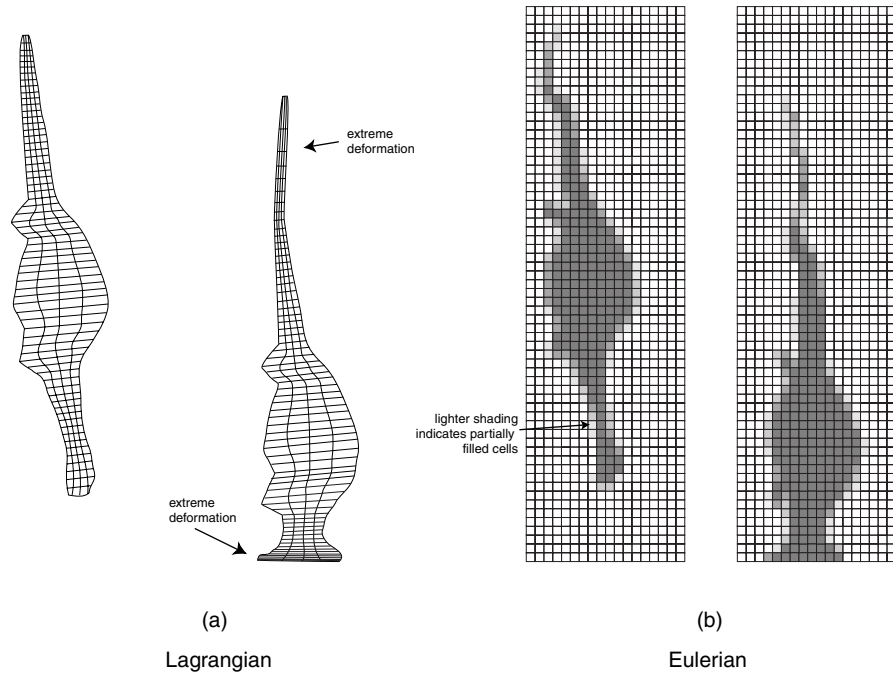 extreme
deformation
extreme
deformation
lighter shading
indicates partially
filled cells
(a)
Lagrangian
(b)
Eulerian